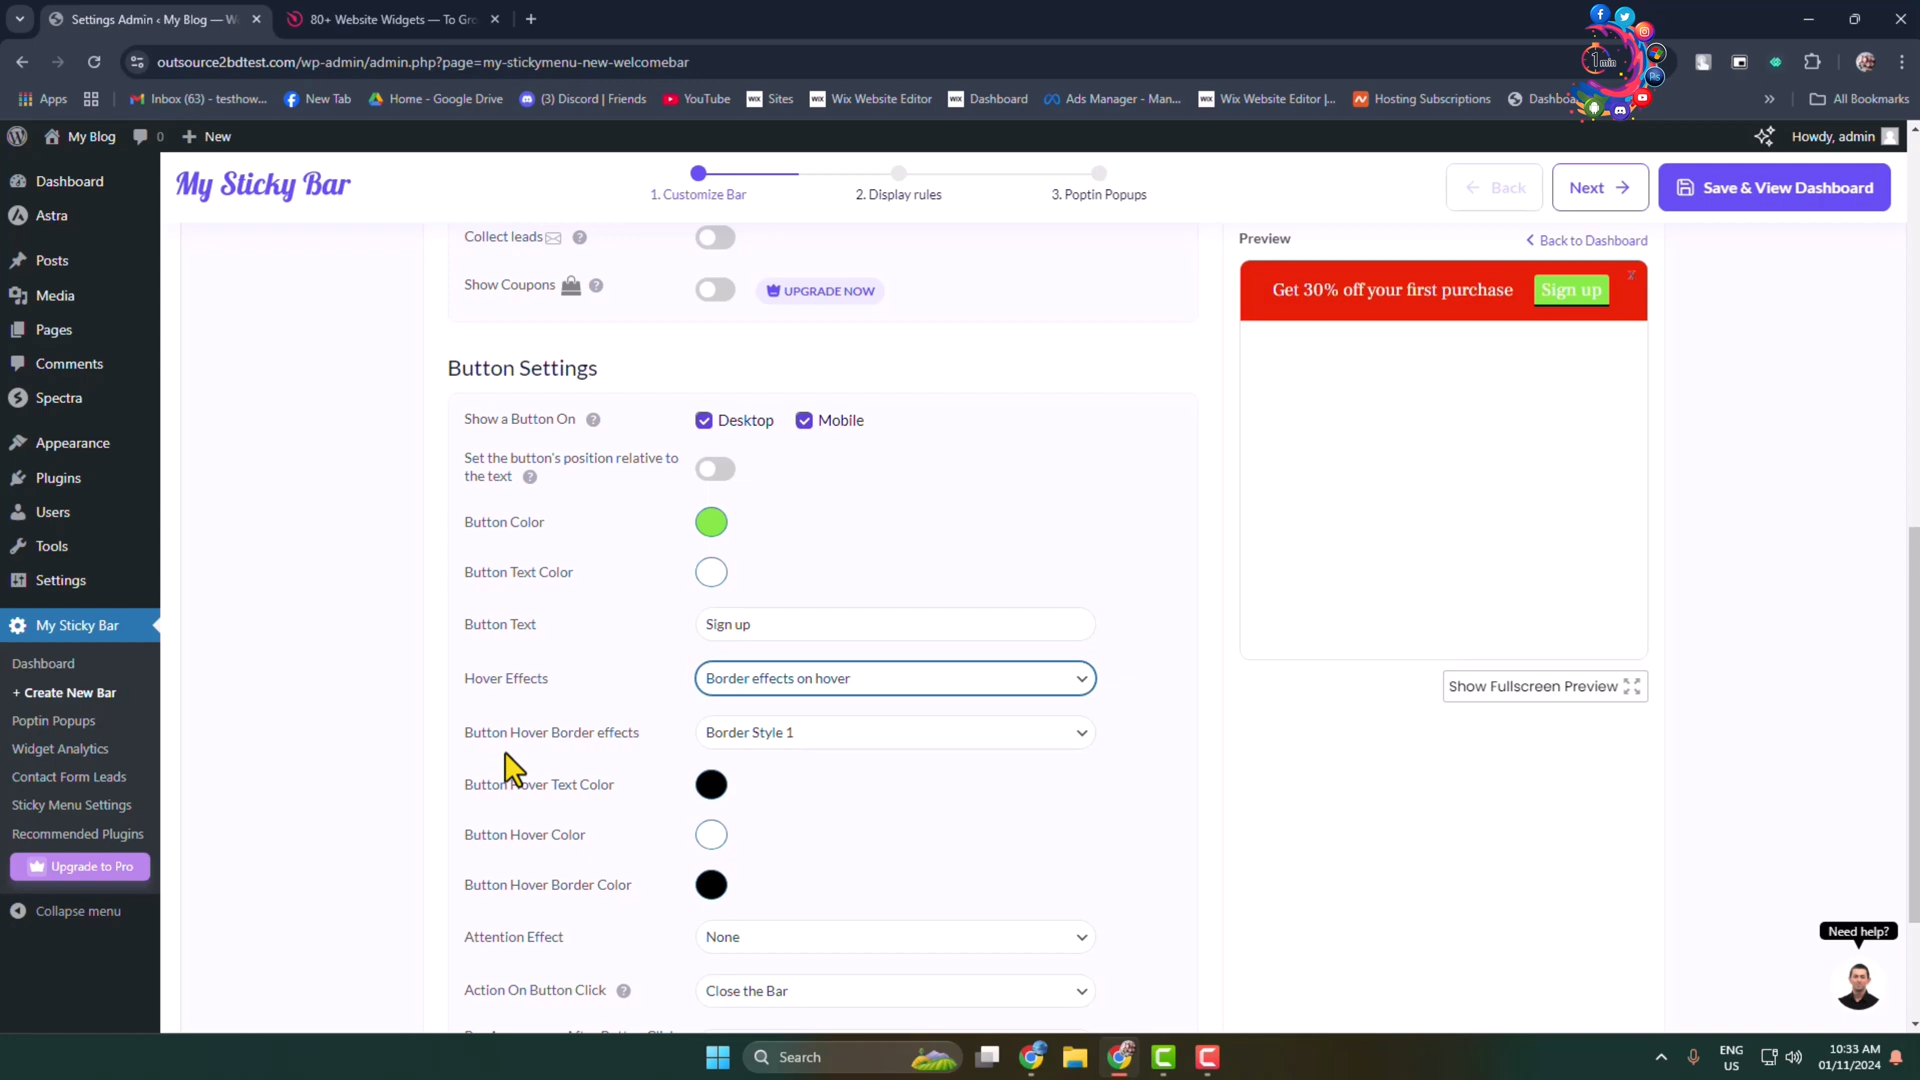 Settings Admin ‹ My Blog — W
80+ Website Widgets — To Gro
outsource2bdtest.com/wp-admin/admin.php?page=my-stickymenu-new-welcomebar
1 min
Ps
Apps
Inbox (63) - testhow...
New Tab
Home - Google Drive
(3) Discord | Friends
YouTube
WIX Sites
WIX Wix Website Editor
WIX Dashboard
Ads Manager - Man...
WIX Wix Website Editor |...
Hosting Subscriptions
Dashboa
All Bookmarks
My Blog
0
New
Howdy, admin
My Sticky Bar
1. Customize Bar
2. Display rules
3. Poptin Popups
Back
Next
Save & View Dashboard
Dashboard
Astra
Posts
Media
Pages
Comments
Spectra
Appearance
Plugins
Users
Tools
Settings
My Sticky Bar
Dashboard
+ Create New Bar
Poptin Popups
Widget Analytics
Contact Form Leads
Sticky Menu Settings
Recommended Plugins
Upgrade to Pro
Collapse menu
Collect leads
Show Coupons
UPGRADE NOW
Button Settings
Show a Button On
Desktop
Mobile
Set the button's position relative to
the text
Button Color
Button Text Color
Button Text
Sign up
Hover Effects
Border effects on hover
Button Hover Border effects
Border Style 1
Button Hover Text Color
Button Hover Color
Button Hover Border Color
Attention Effect
None
Action On Button Click
Close the Bar
Preview
Back to Dashboard
Get 30% off your first purchase
Sign up
X
Show Fullscreen Preview
Need help?
Search
ENG
US
10:33 AM
01/11/2024